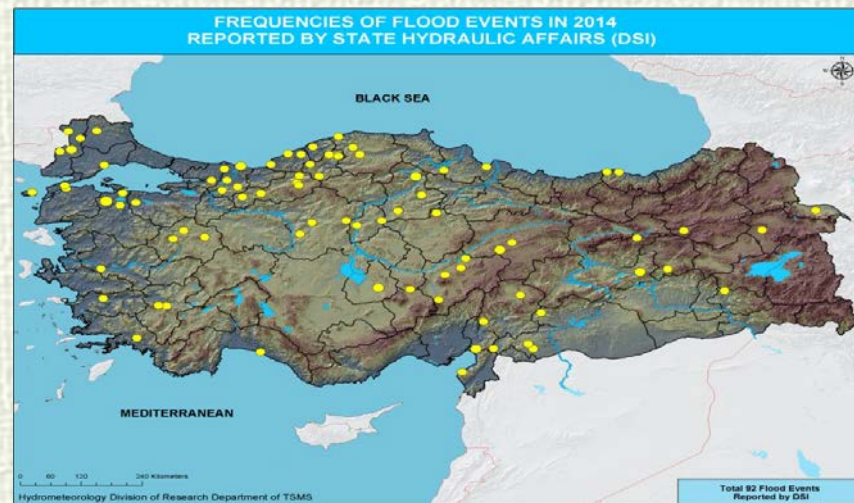 FREQUENCIES OF FLOOD EVENTS IN 2014
REPORTED BY STATE HYDRAULIC AFFAIRS (DSI)
N
W
S
BLACK SEA
MEDITERRANEAN
0 60 120 240 Kilometers
Hydrometeorology Division of Research Department of TSMS
Total 92 Flood Events
Reported by DSI